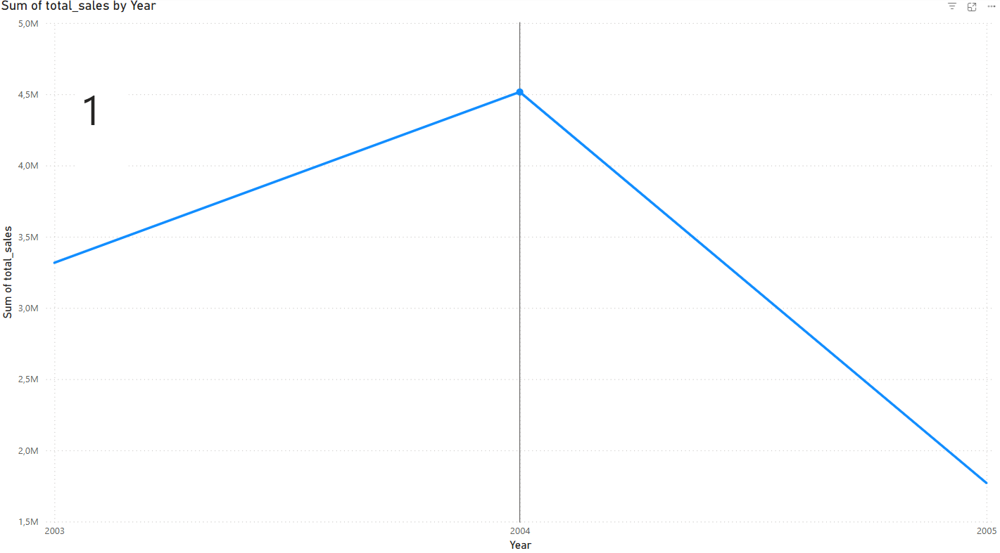 Sum of total_sales by Year
5,0M
4,5M
1
4,0M
3,5M
3,0M
2,5M
2,0M
1,5M
Sum of total_sales
2003 2004 2005
Year